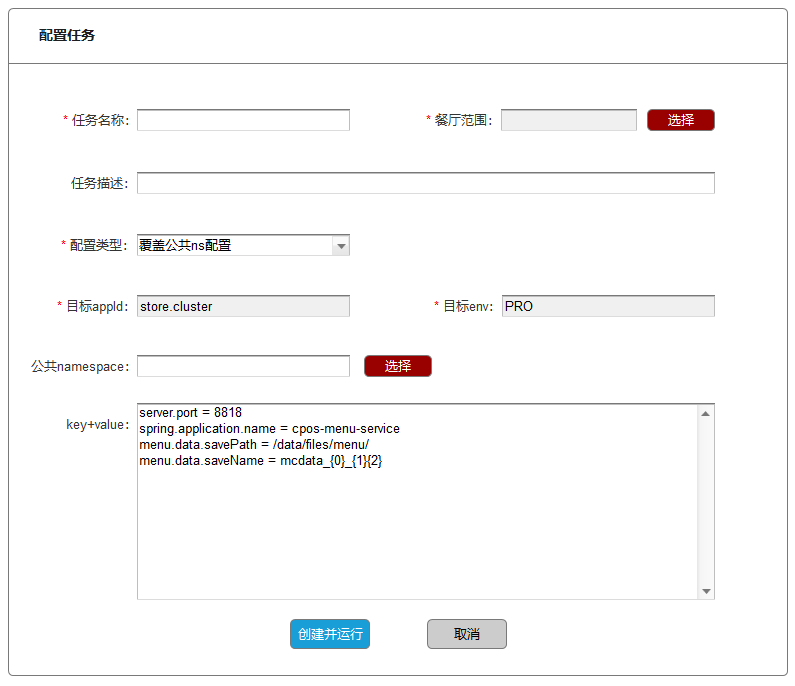 配置任务
* 任务名称:
* 餐厅范围:
选择
任务描述:
* 配置类型:
覆盖公共ns配置
* 目标appId:
store.cluster
* 目标env:
PRO
公共namespace:
选择
key+value:
server.port = 8818
spring.application.name = cpos-menu-service
menu.data.savePath = /data/files/menu/
menu.data.saveName = mcdata_{0}_{1}{2}
创建并运行
取消